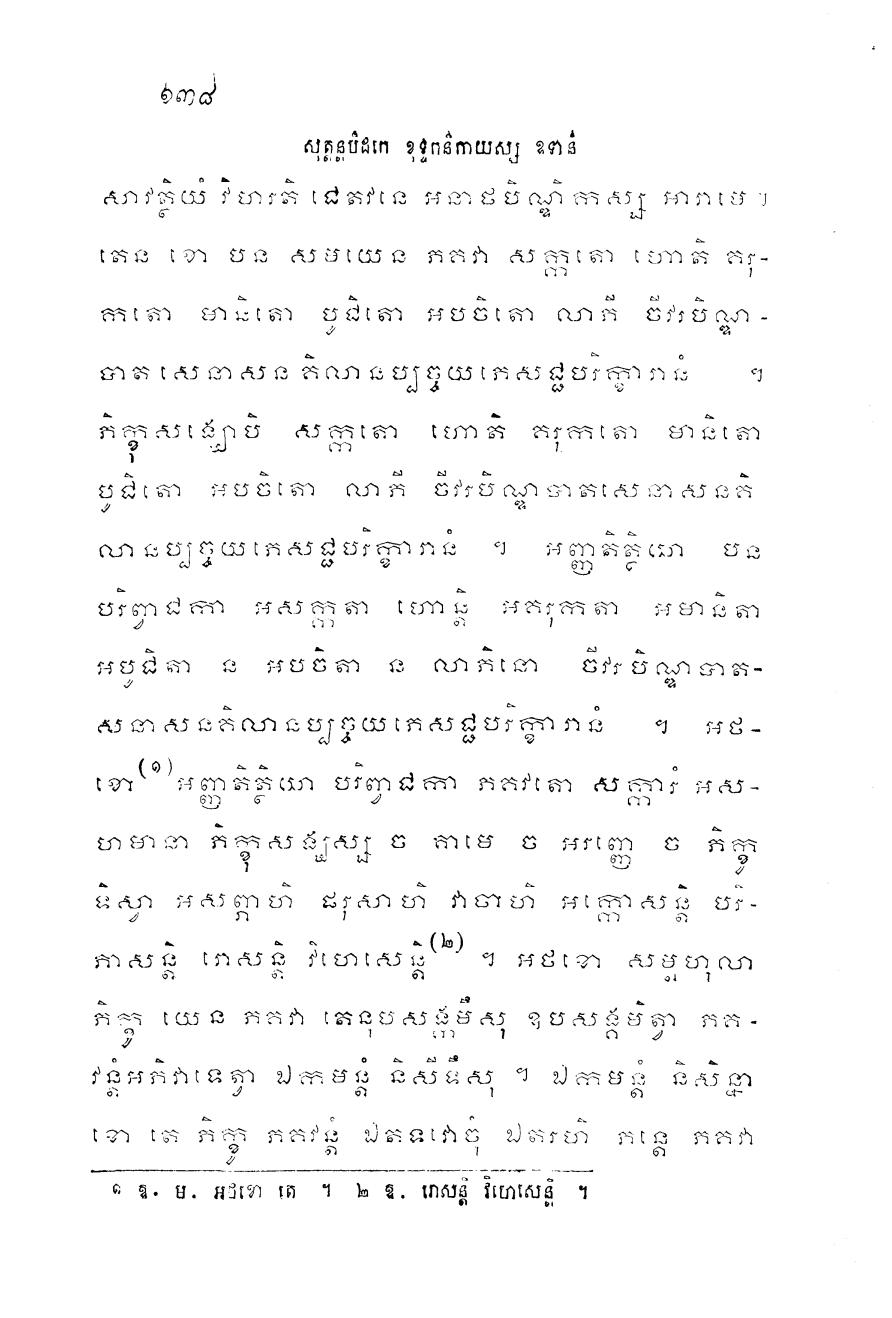 ១៣៨
សុត្តន្តបិដកេ ខុទ្ទកនិកាយស្ស ឧទានំ
សាវត្ថិយំ វិហរតិ ជេតវនេ អនាថបិណ្ឌិកស្ស អារាមេ។
តេន ខោ បន សមយេន ភគវា សក្កតោ ហោតិ គរុ-
កតោ មានិតោ បូជិតោ អបចិតោ លាភី ចីវរបិណ្ឌ-
បាតសេនាសនគិលានប្បច្ចយភេសជ្ជបរិក្ខារានំ ។
ភិក្ខុសង្ឃោបិ សក្កតោ ហោតិ គរុកតោ មានិតោ
បូជិតោ អបចិតោ លាភី ចីវរបិណ្ឌបាតសេនាសនគិ
លានប្បច្ចយភេសជ្ជបរិក្ខារានំ ។ អញ្ញតិត្ថិយោ បន
បរិព្វាជកា អសក្កតា ហោន្តិ អគរុកតា អមានិតា
អបូជិតា ន អបចិតា ន លាភិនោ ចីវរបិណ្ឌបាត-
សនាសនគិលានប្បច្ចយភេសជ្ជបរិក្ខារានំ ។ អថ-
ខោ(១)អញ្ញតិត្ថិយោ បរិព្វាជកា ភគវតោ សក្ការំ អស-
ហមានា ភិក្ខុសង្ឃស្ស ច គាមេ ច អរញ្ញេ ច ភិក្ខូ
ទិស្វា អសព្ភាហិ ផរុសាហិ វាចាហិ អក្កោសន្តិ បរិ-
ភាសន្តិ រោសន្តិ វិហេសេន្តិ(២) ។ អថខោ សម្ពហុលា
ភិក្ខូ យេន ភគវា តេនុបសង្កមឹសុ ឧបសង្កមិត្វា ភគ-
វន្តំអភិវាទេត្វា ឯកមន្តំ និសីទឹសុ ។ ឯកមន្តំ និសិន្នា
ខោ តេ ភិក្ខូ ភគវន្តំ ឯតទវោចុំ ឯតរហិ ភន្តេ ភគវា
១ ឱ. ម. អថខោ តេ ។ ២ ឱ. រោសន្តិ វិហេសេន្តិ ។